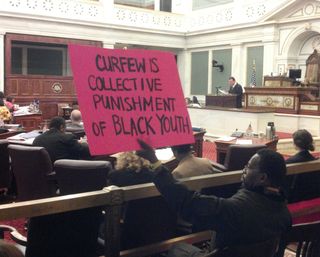 CURFEW IS
COLLECTIVE
PUNISHMENT
OF BLACK YOUTH